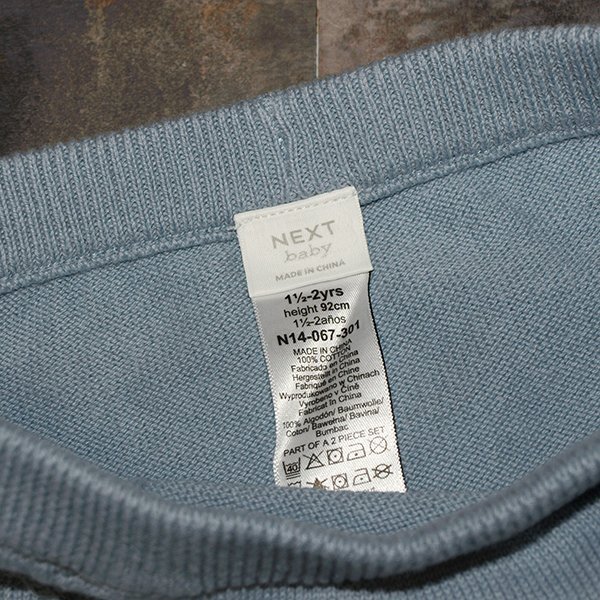 NEXT
baby
MADE IN CHINA
1½-2yrs
height 92cm
1½-2años
N14-067-301
MADE IN CHINA
100% COTTON
Fabricado en China
Hergestellt in China
Fabriqué en Chine
Wyprodukowano w Chinach
Vyrobeno v Číně
Fabricat în China
100% Algodón/Baumwolle/
Coton/Bawełna/Bavlna/
Bumbac
PART OF A 2 PIECE SET
40